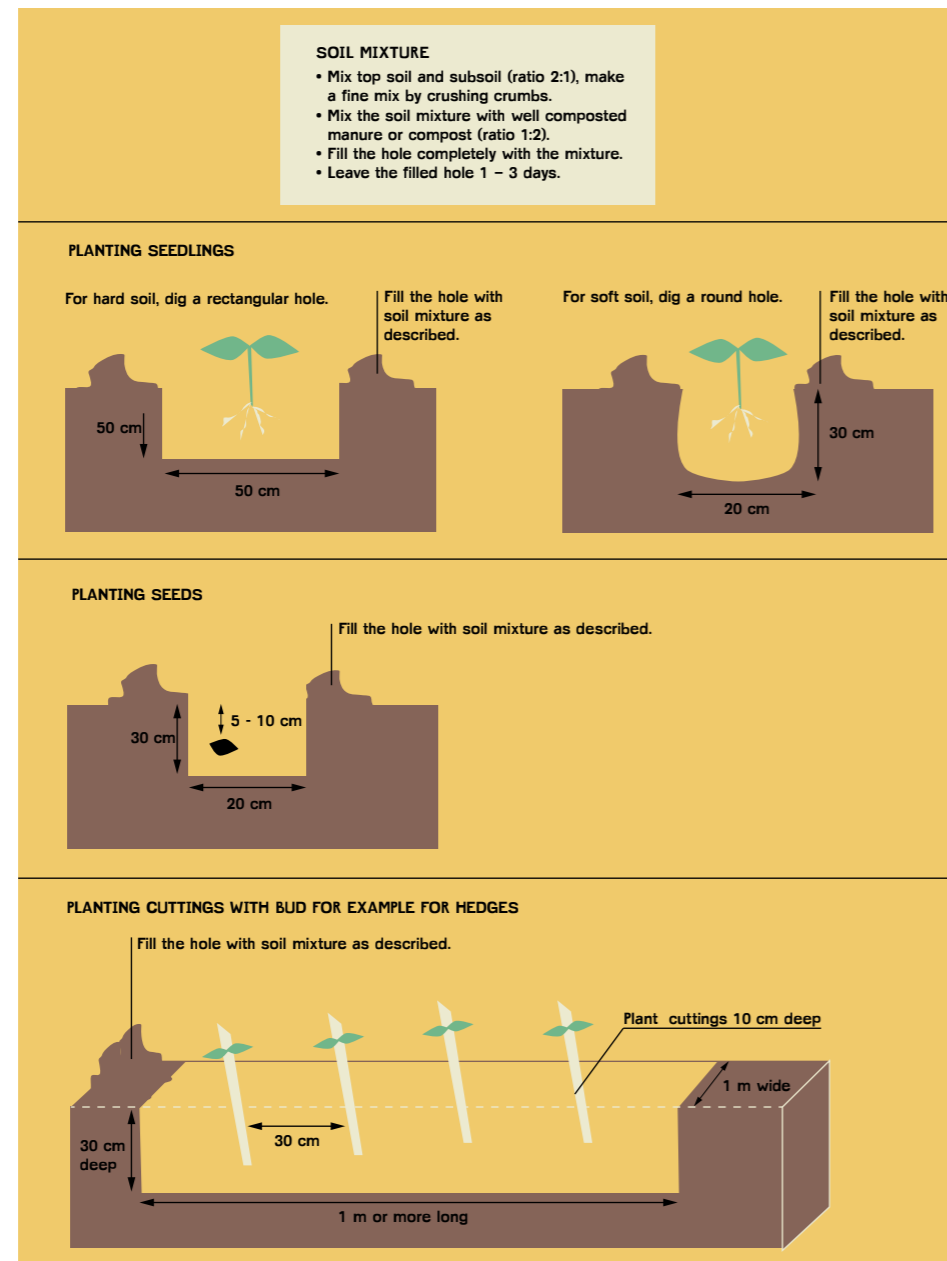 SOIL MIXTURE
• Mix top soil and subsoil (ratio 2:1), make
a fine mix by crushing crumbs.
• Mix the soil mixture with well composted
manure or compost (ratio 1:2).
• Fill the hole completely with the mixture.
• Leave the filled hole 1 – 3 days.
PLANTING SEEDLINGS
For hard soil, dig a rectangular hole.
Fill the hole with
soil mixture as
described.
50 cm
50 cm
For soft soil, dig a round hole.
Fill the hole with
soil mixture as
described.
30 cm
20 cm
PLANTING SEEDS
Fill the hole with soil mixture as described.
5 - 10 cm
30 cm
20 cm
PLANTING CUTTINGS WITH BUD FOR EXAMPLE FOR HEDGES
Fill the hole with soil mixture as described.
Plant cuttings 10 cm deep
1 m wide
30 cm
30 cm
deep
1 m or more long